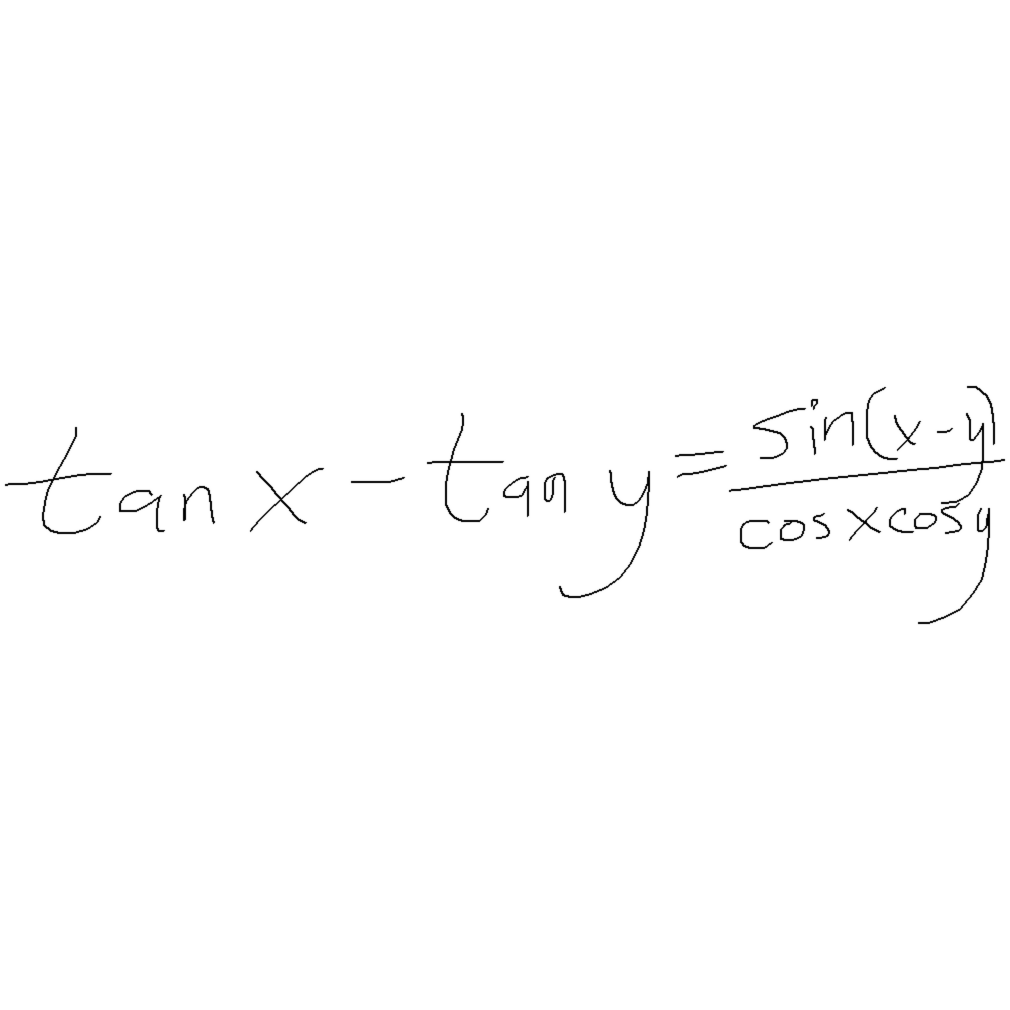 tan x - tan y = sin(x-y) / cos x cos y